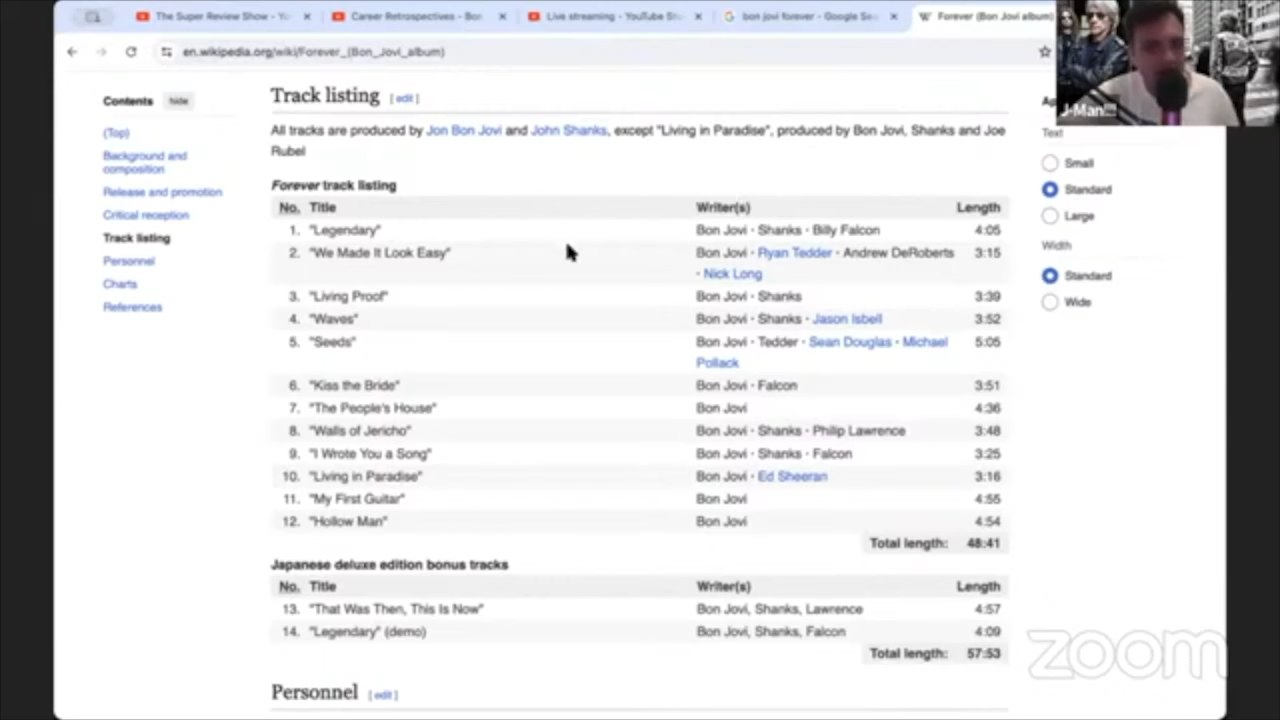 The Super Review Show - Yo
Career Retrospectives - Bon
Live streaming - YouTube St
bon jovi forever - Google Se
Forever (Bon Jovi album)
en.wikipedia.org/wiki/Forever_(Bon_Jovi_album)
J-Man
Contents hide
(Top)
Background and
composition
Release and promotion
Critical reception
Track listing
Personnel
Charts
References
Track listing [ edit ]
All tracks are produced by Jon Bon Jovi and John Shanks, except "Living in Paradise", produced by Bon Jovi, Shanks and Joe
Rubel
Forever track listing
No. Title Writer(s) Length
1. "Legendary" Bon Jovi · Shanks · Billy Falcon 4:05
2. "We Made It Look Easy" Bon Jovi · Ryan Tedder · Andrew DeRoberts 3:15
· Nick Long
3. "Living Proof" Bon Jovi · Shanks 3:39
4. "Waves" Bon Jovi · Shanks · Jason Isbell 3:52
5. "Seeds" Bon Jovi · Tedder · Sean Douglas · Michael 5:05
Pollack
6. "Kiss the Bride" Bon Jovi · Falcon 3:51
7. "The People's House" Bon Jovi 4:36
8. "Walls of Jericho" Bon Jovi · Shanks · Philip Lawrence 3:48
9. "I Wrote You a Song" Bon Jovi · Shanks · Falcon 3:25
10. "Living in Paradise" Bon Jovi · Ed Sheeran 3:16
11. "My First Guitar" Bon Jovi 4:55
12. "Hollow Man" Bon Jovi 4:54
Total length: 48:41
Japanese deluxe edition bonus tracks
No. Title Writer(s) Length
13. "That Was Then, This Is Now" Bon Jovi, Shanks, Lawrence 4:57
14. "Legendary" (demo) Bon Jovi, Shanks, Falcon 4:09
Total length: 57:53
Personnel [ edit ]
Text
Small
Standard
Large
Width
Standard
Wide
zoom